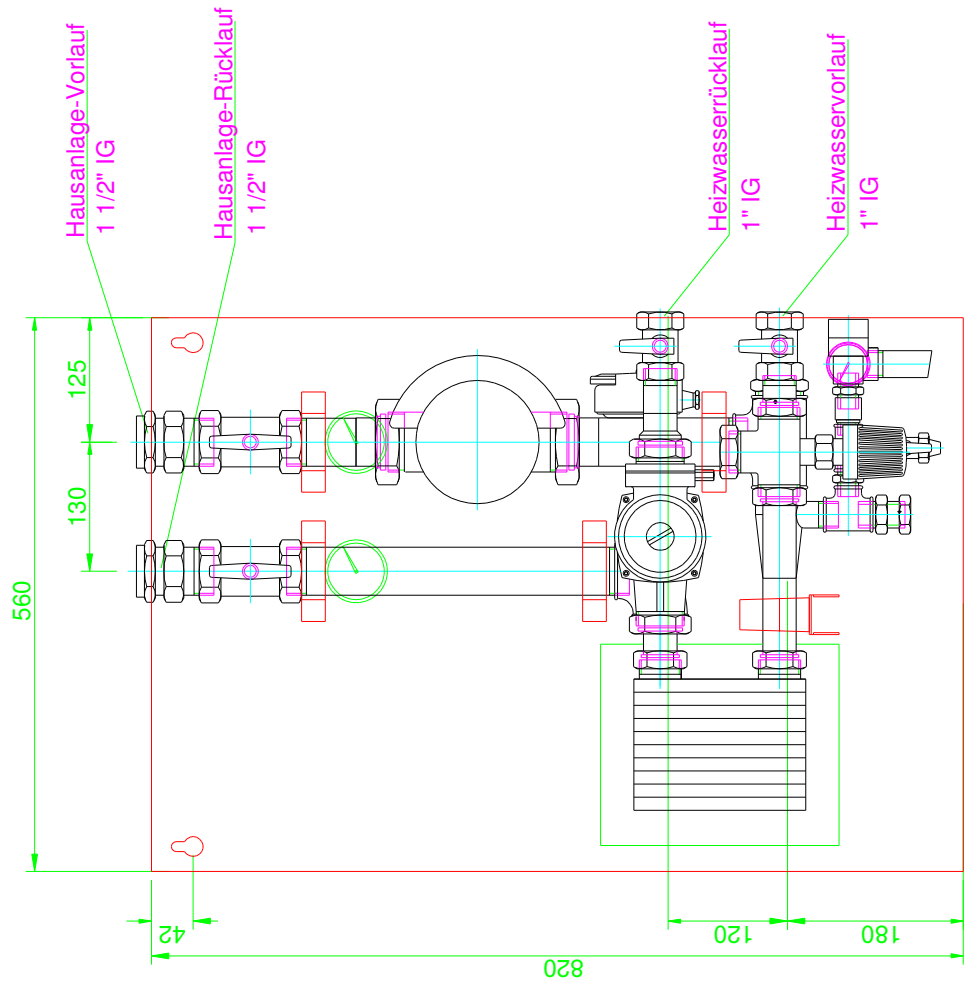 Hausanlage-Vorlauf
1 1/2" IG
Hausanlage-Rücklauf
1 1/2" IG
Heizwasserrücklauf
1" IG
Heizwasservorlauf
1" IG
125
130
560
42
120
180
820